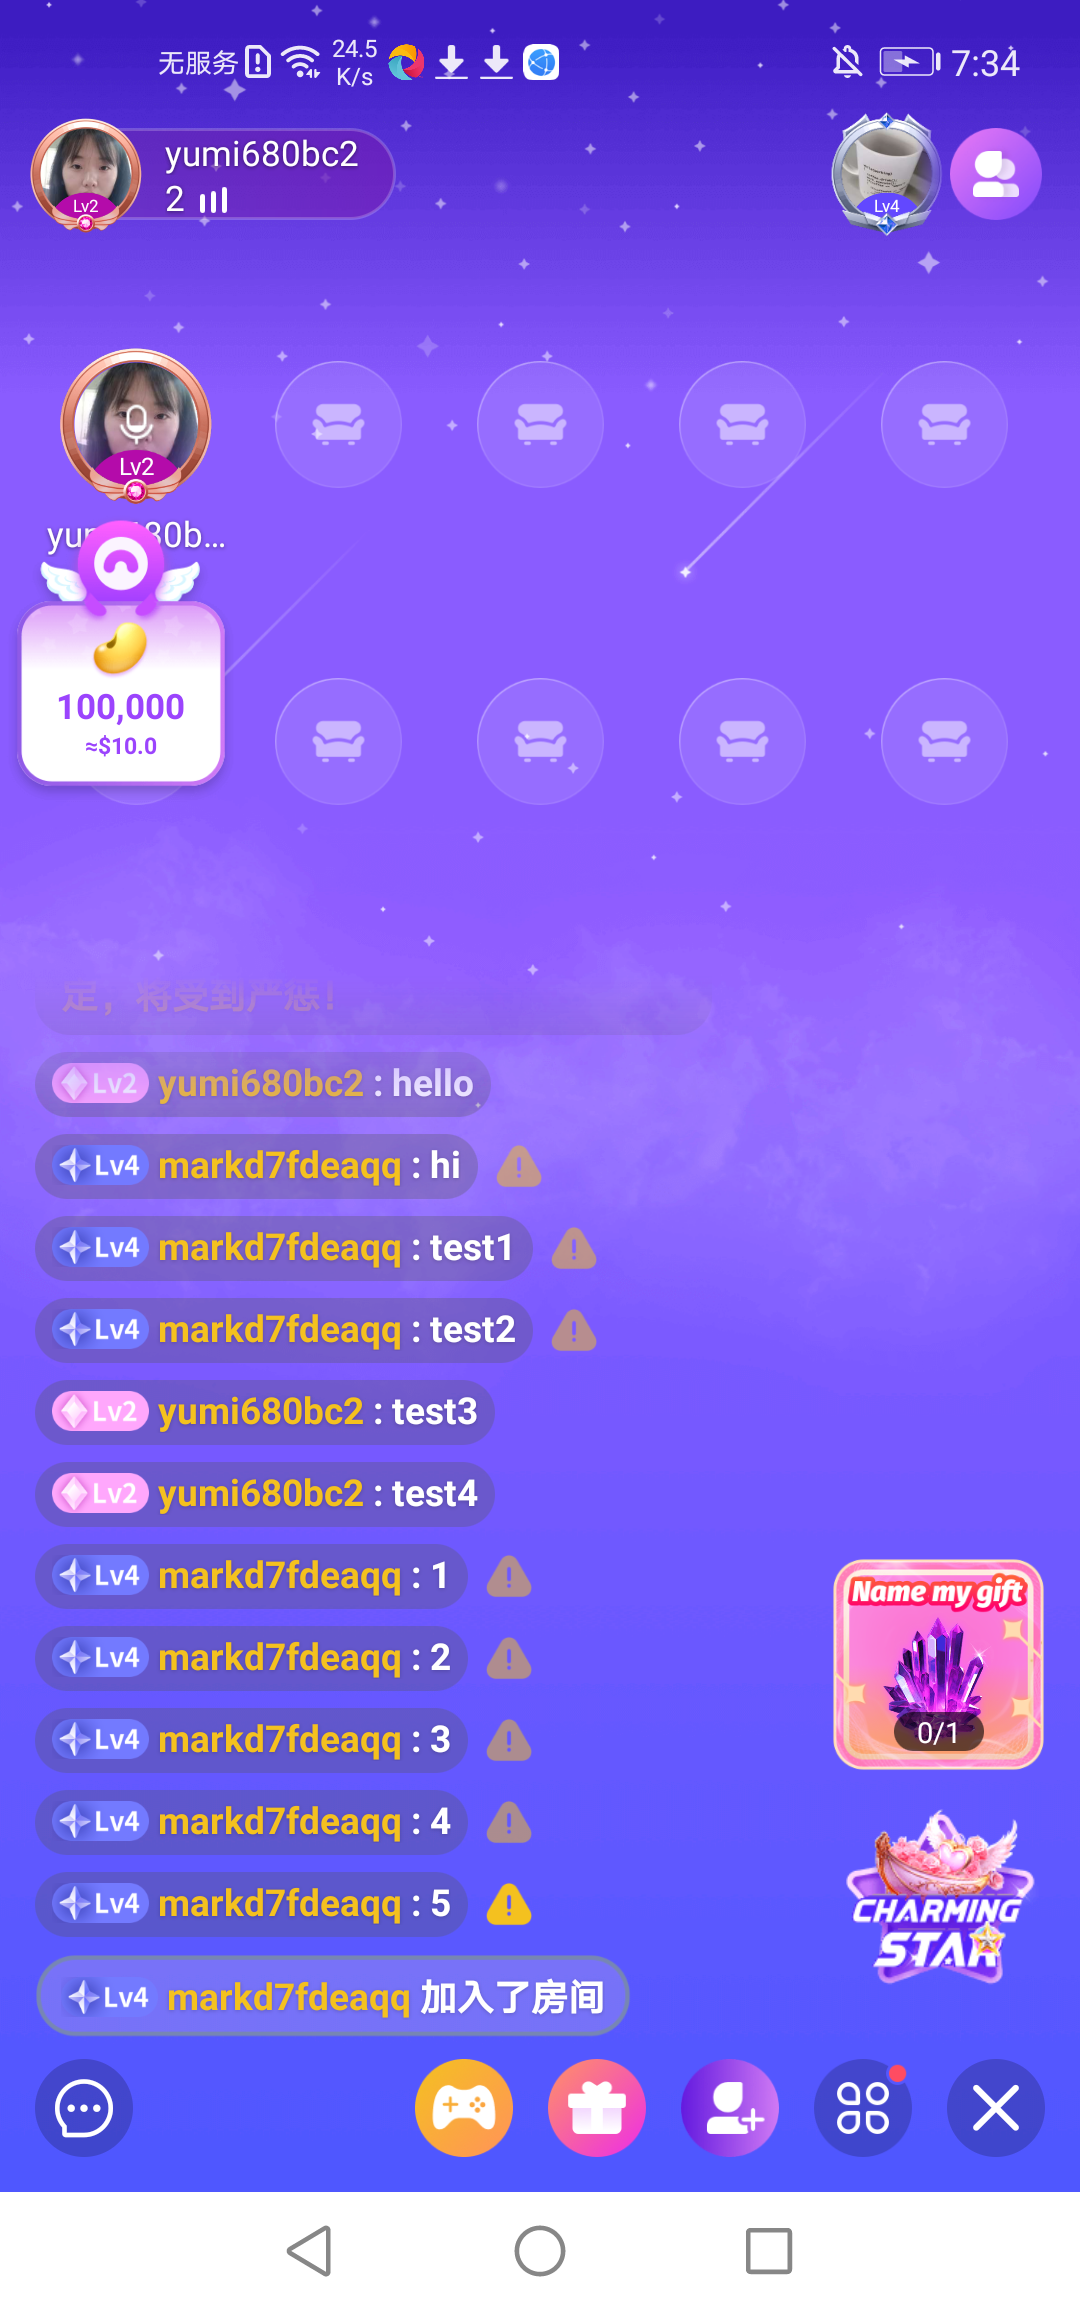 无服务 24.5 K/s 7:34
yumi680bc2
2
Lv2
Lv4
Lv2
100,000
≈$10.0
定，将受到严惩！
Lv2 yumi680bc2 : hello
Lv4 markd7fdeaqq : hi
Lv4 markd7fdeaqq : test1
Lv4 markd7fdeaqq : test2
Lv2 yumi680bc2 : test3
Lv2 yumi680bc2 : test4
Lv4 markd7fdeaqq : 1
Lv4 markd7fdeaqq : 2
Lv4 markd7fdeaqq : 3
Lv4 markd7fdeaqq : 4
Lv4 markd7fdeaqq : 5
Lv4 markd7fdeaqq 加入了房间
Name my gift
0/1
CHARMING
STAR